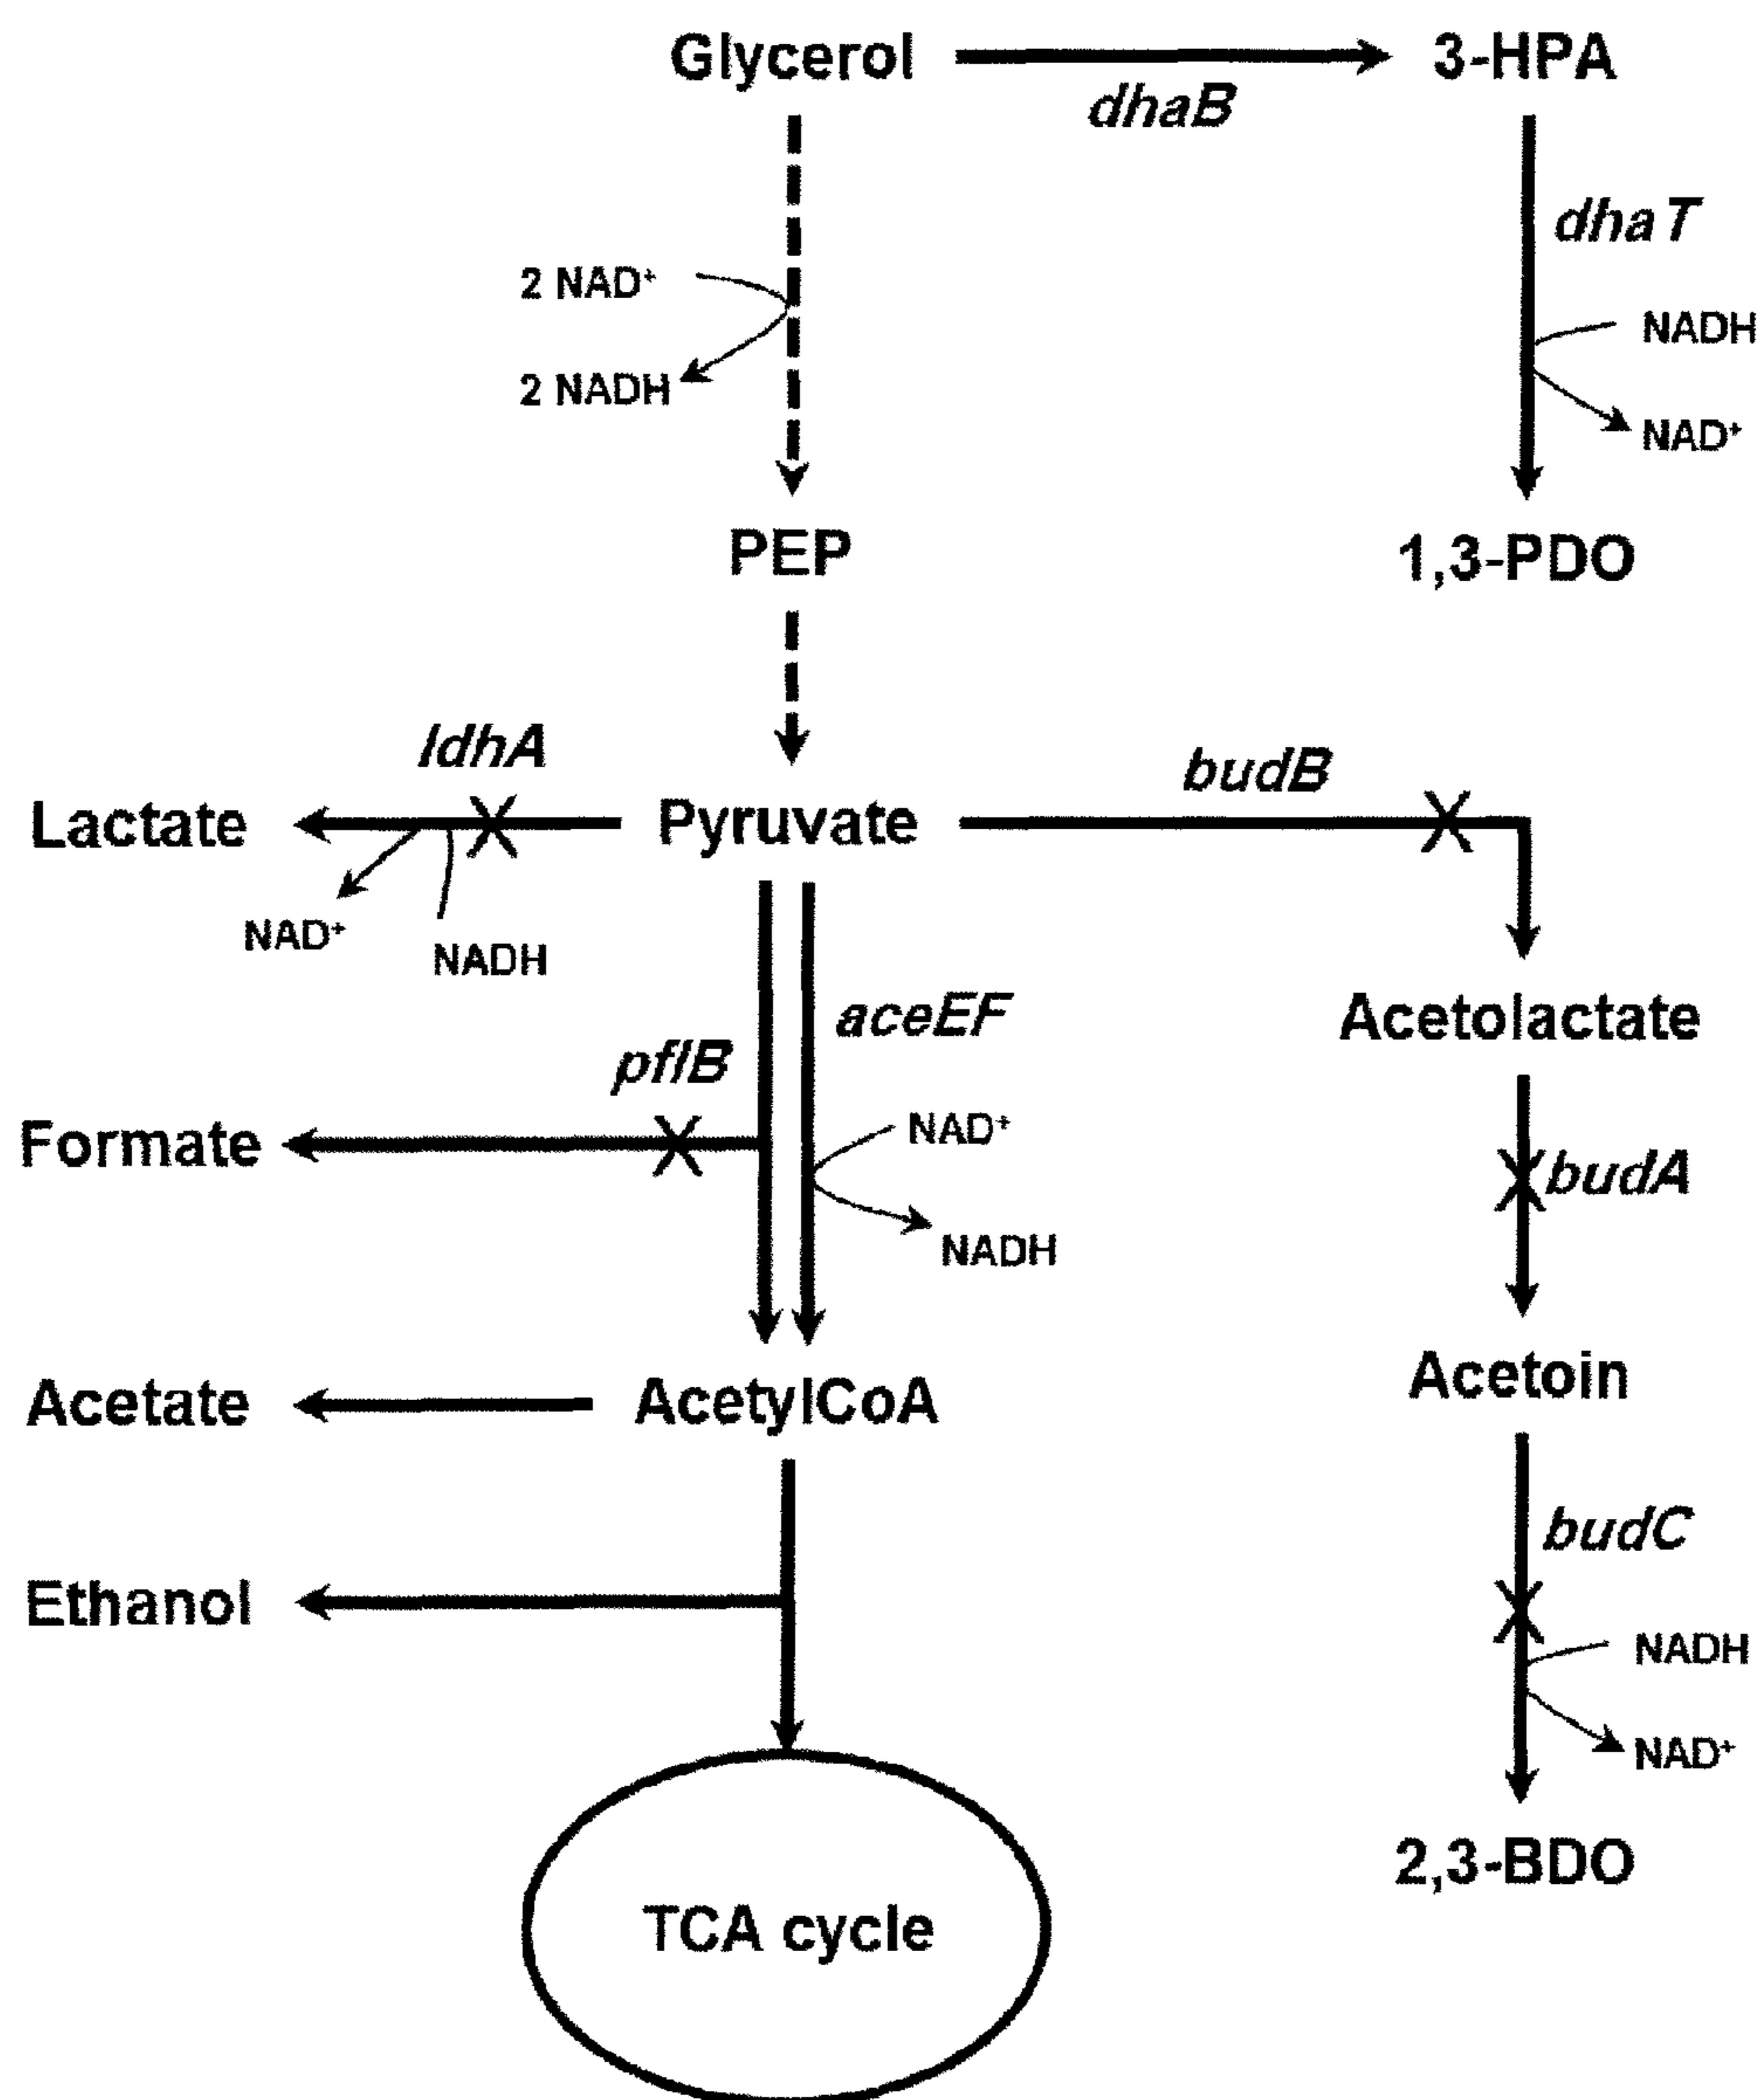 Glycerol
3-HPA
dhaB
dhaT
2 NAD+
NADH
2 NADH
NAD+
PEP
1,3-PDO
ldhA
budB
Lactate
Pyruvate
NAD+
NADH
aceEF
Acetolactate
pflB
NAD+
Formate
budA
NADH
Acetoin
Acetate
AcetylCoA
budC
Ethanol
NADH
NAD+
2,3-BDO
TCA cycle